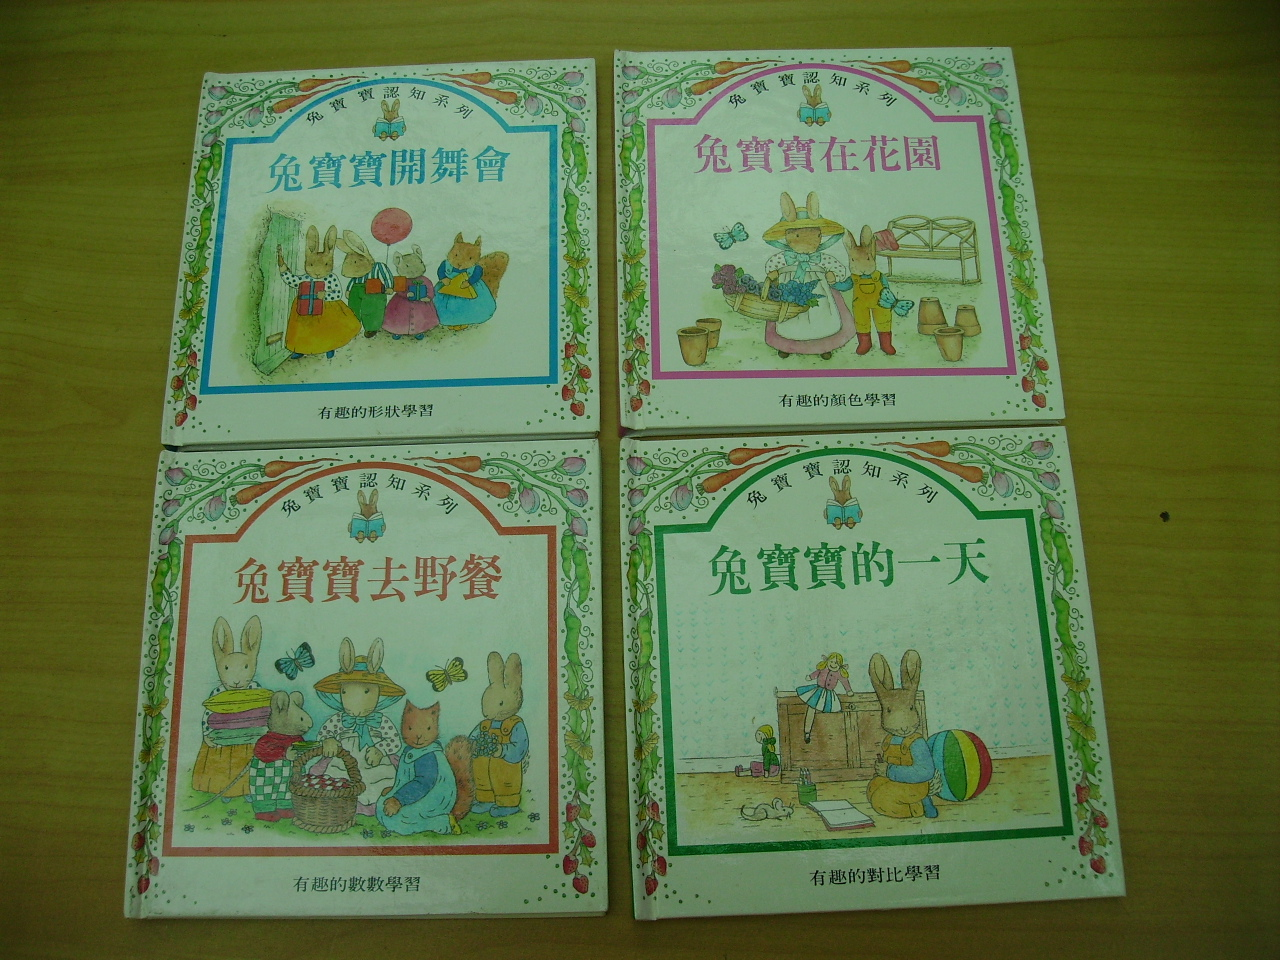 兔寶寶認知系列
兔寶寶開舞會
有趣的形狀學習
兔寶寶認知系列
兔寶寶在花園
有趣的顏色學習
兔寶寶認知系列
兔寶寶去野餐
有趣的數數學習
兔寶寶認知系列
兔寶寶的一天
有趣的對比學習